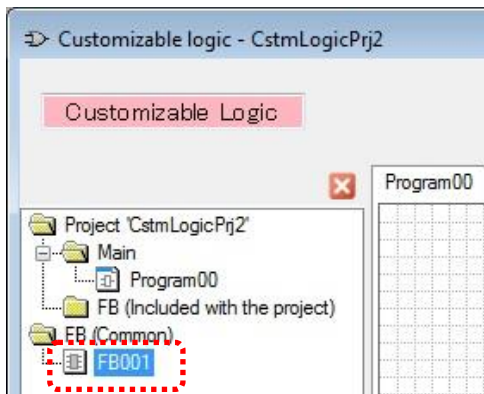 Customizable logic - CstmLogicPrj2
Customizable Logic
Program00
Project 'CstmLogicPrj2'
Main
Program00
FB (Included with the project)
FB (Common)
FB001